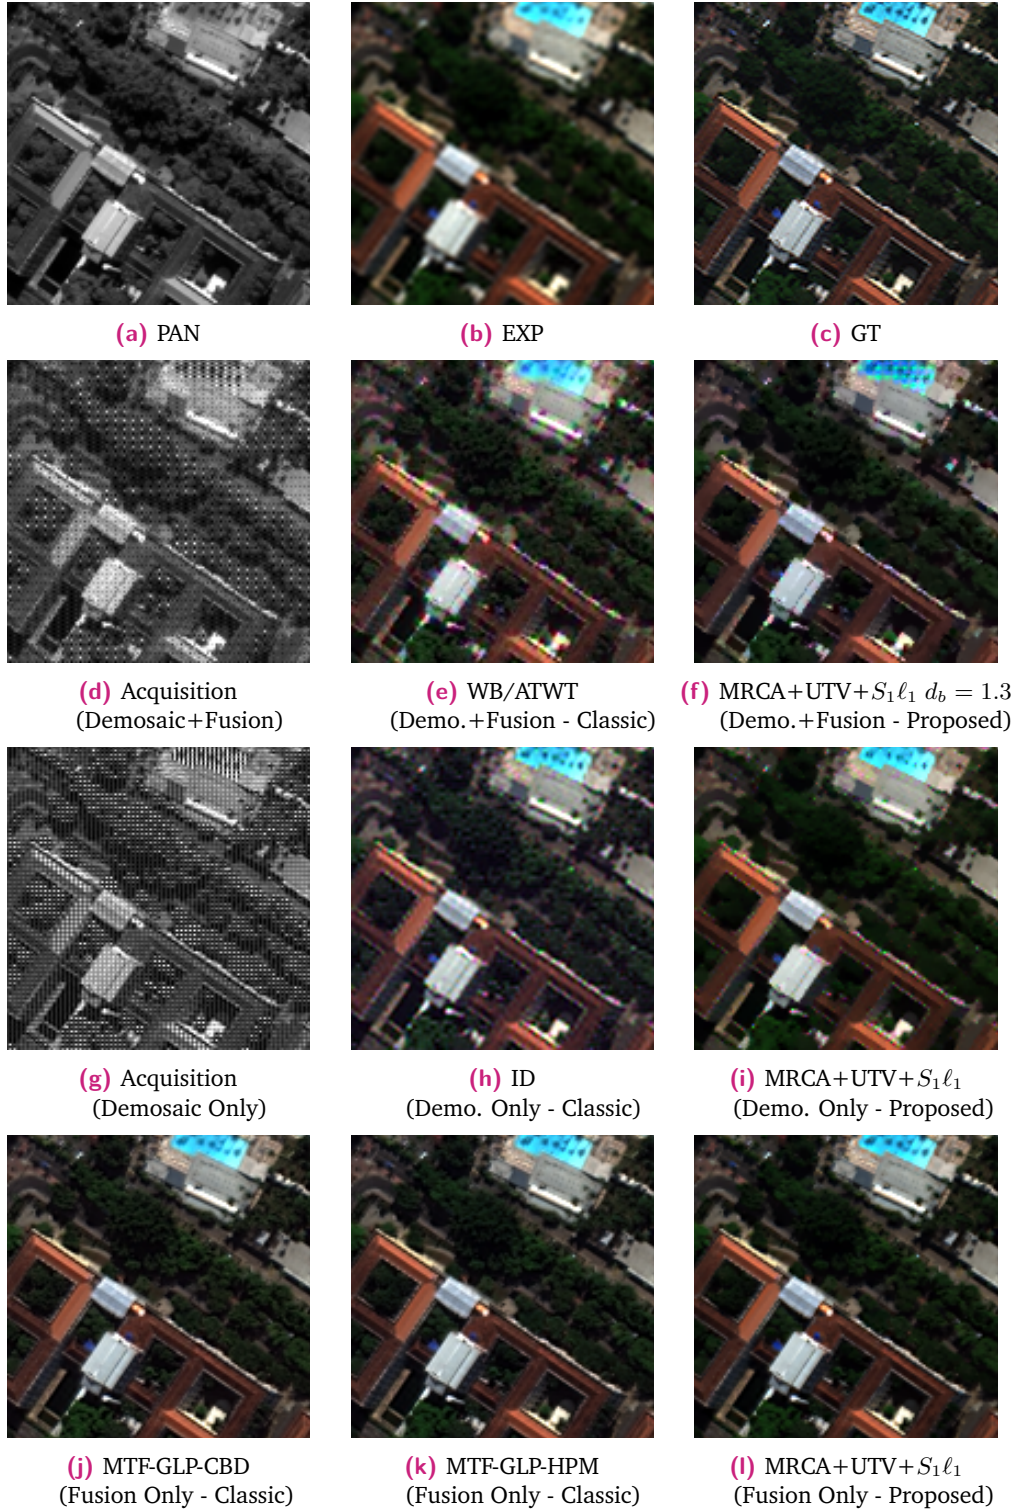 (a) PAN
(b) EXP
(c) GT
(d) Acquisition
(Demosaic+Fusion)
(e) WB/ATWT
(Demo.+Fusion - Classic)
(f) MRCA+UTV+S₁ℓ₁ d_b = 1.3
(Demo.+Fusion - Proposed)
(g) Acquisition
(Demosaic Only)
(h) ID
(Demo. Only - Classic)
(i) MRCA+UTV+S₁ℓ₁
(Demo. Only - Proposed)
(j) MTF-GLP-CBD
(Fusion Only - Classic)
(k) MTF-GLP-HPM
(Fusion Only - Classic)
(l) MRCA+UTV+S₁ℓ₁
(Fusion Only - Proposed)